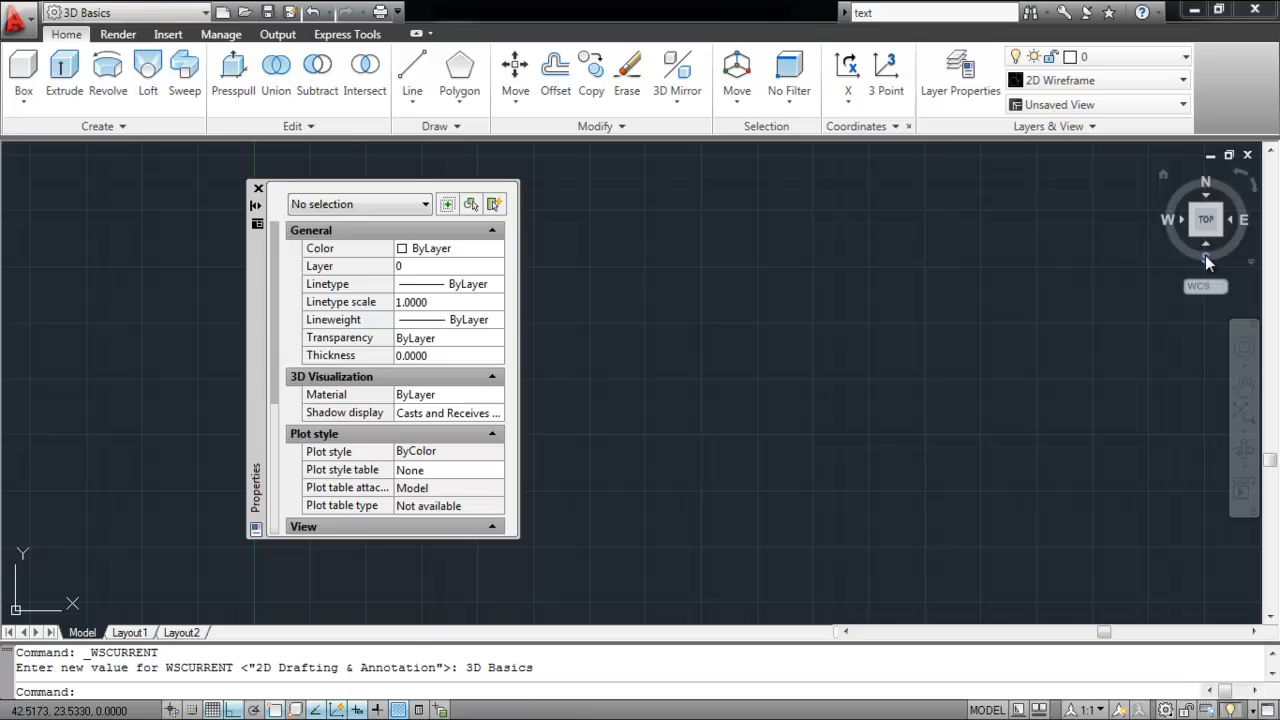 3D Basics
text
Home Render Insert Manage Output Express Tools
Box Extrude Revolve Loft Sweep
Presspull Union Subtract Intersect
Line Polygon
Move Offset Copy Erase 3D Mirror
Move No Filter
X 3 Point
Layer Properties
0
2D Wireframe
Unsaved View
Create Edit Draw Modify Selection Coordinates Layers & View
No selection
General
Color ByLayer
Layer 0
Linetype ByLayer
Linetype scale 1.0000
Lineweight ByLayer
Transparency ByLayer
Thickness 0.0000
3D Visualization
Material ByLayer
Shadow display Casts and Receives ...
Plot style
Plot style ByColor
Plot style table None
Plot table attac... Model
Plot table type Not available
View
Properties
N
W TOP E
WCS
Y
X
Model Layout1 Layout2
Command: _WSCURRENT
Enter new value for WSCURRENT <"2D Drafting & Annotation">: 3D Basics
Command:
42.5173, 23.5330, 0.0000
MODEL
1:1